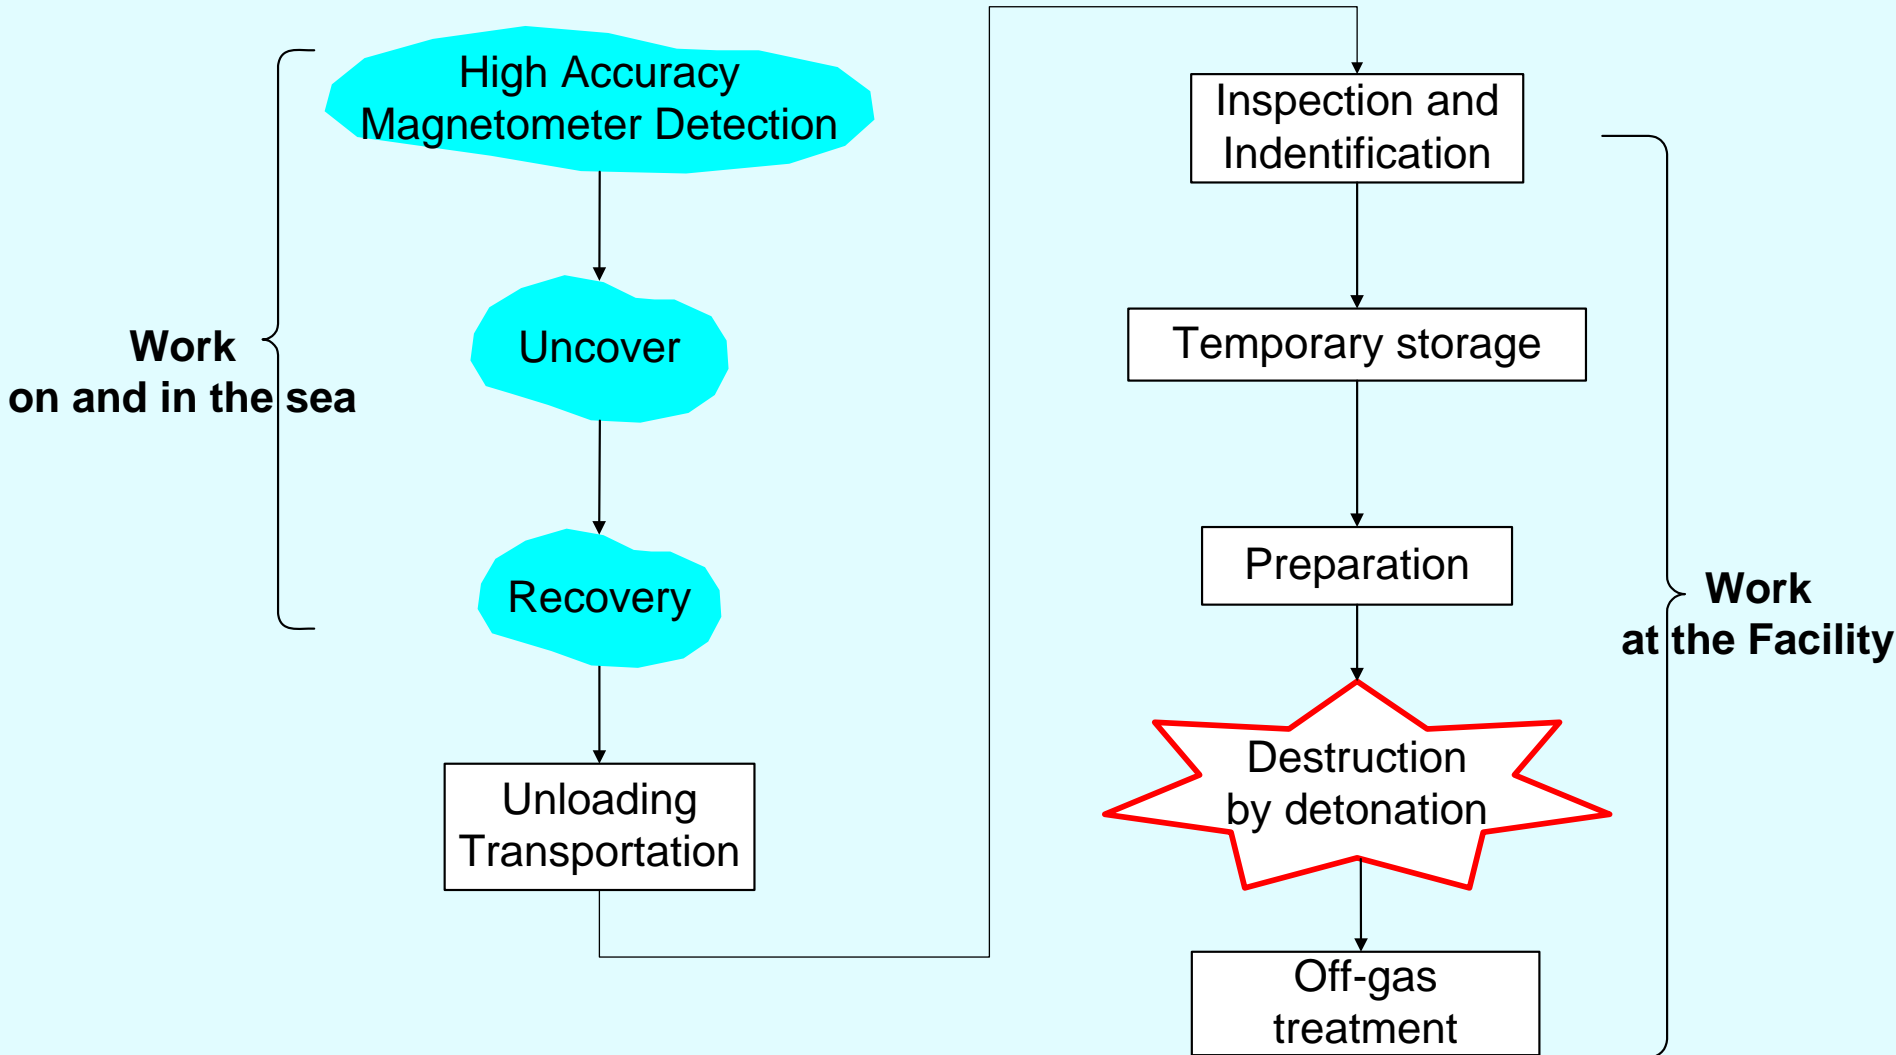 High Accuracy
Magnetometer Detection
Uncover
Work
on and in the sea
Recovery
Unloading
Transportation
Inspection and
Indentification
Temporary storage
Preparation
Work
at the Facility
Destruction
by detonation
Off-gas
treatment